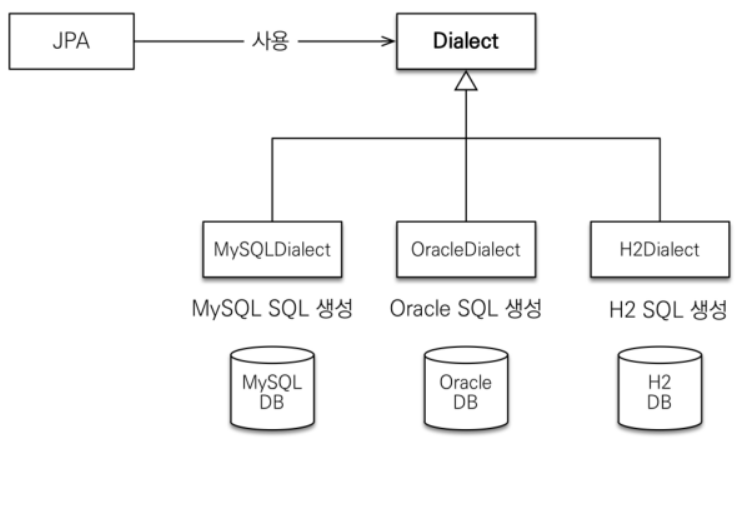 JPA
사용
Dialect
MySQLDialect
OracleDialect
H2Dialect
MySQL SQL 생성
Oracle SQL 생성
H2 SQL 생성
MySQL
DB
Oracle
DB
H2
DB